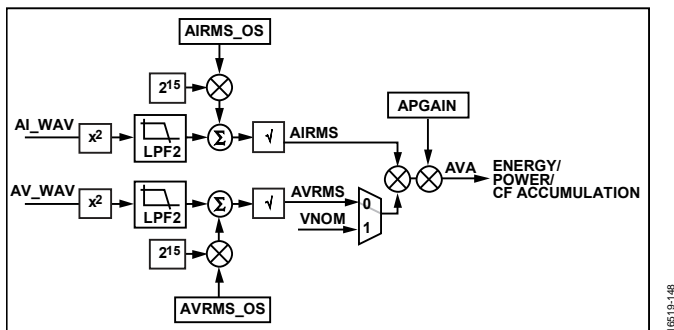 AIRMS_OS
2¹⁵
APGAIN
AI_WAV
x²
LPF2
Σ
√
AIRMS
AVA
ENERGY/
POWER/
CF ACCUMULATION
AV_WAV
x²
LPF2
Σ
√
AVRMS
VNOM
0
1
2¹⁵
AVRMS_OS
16519-148